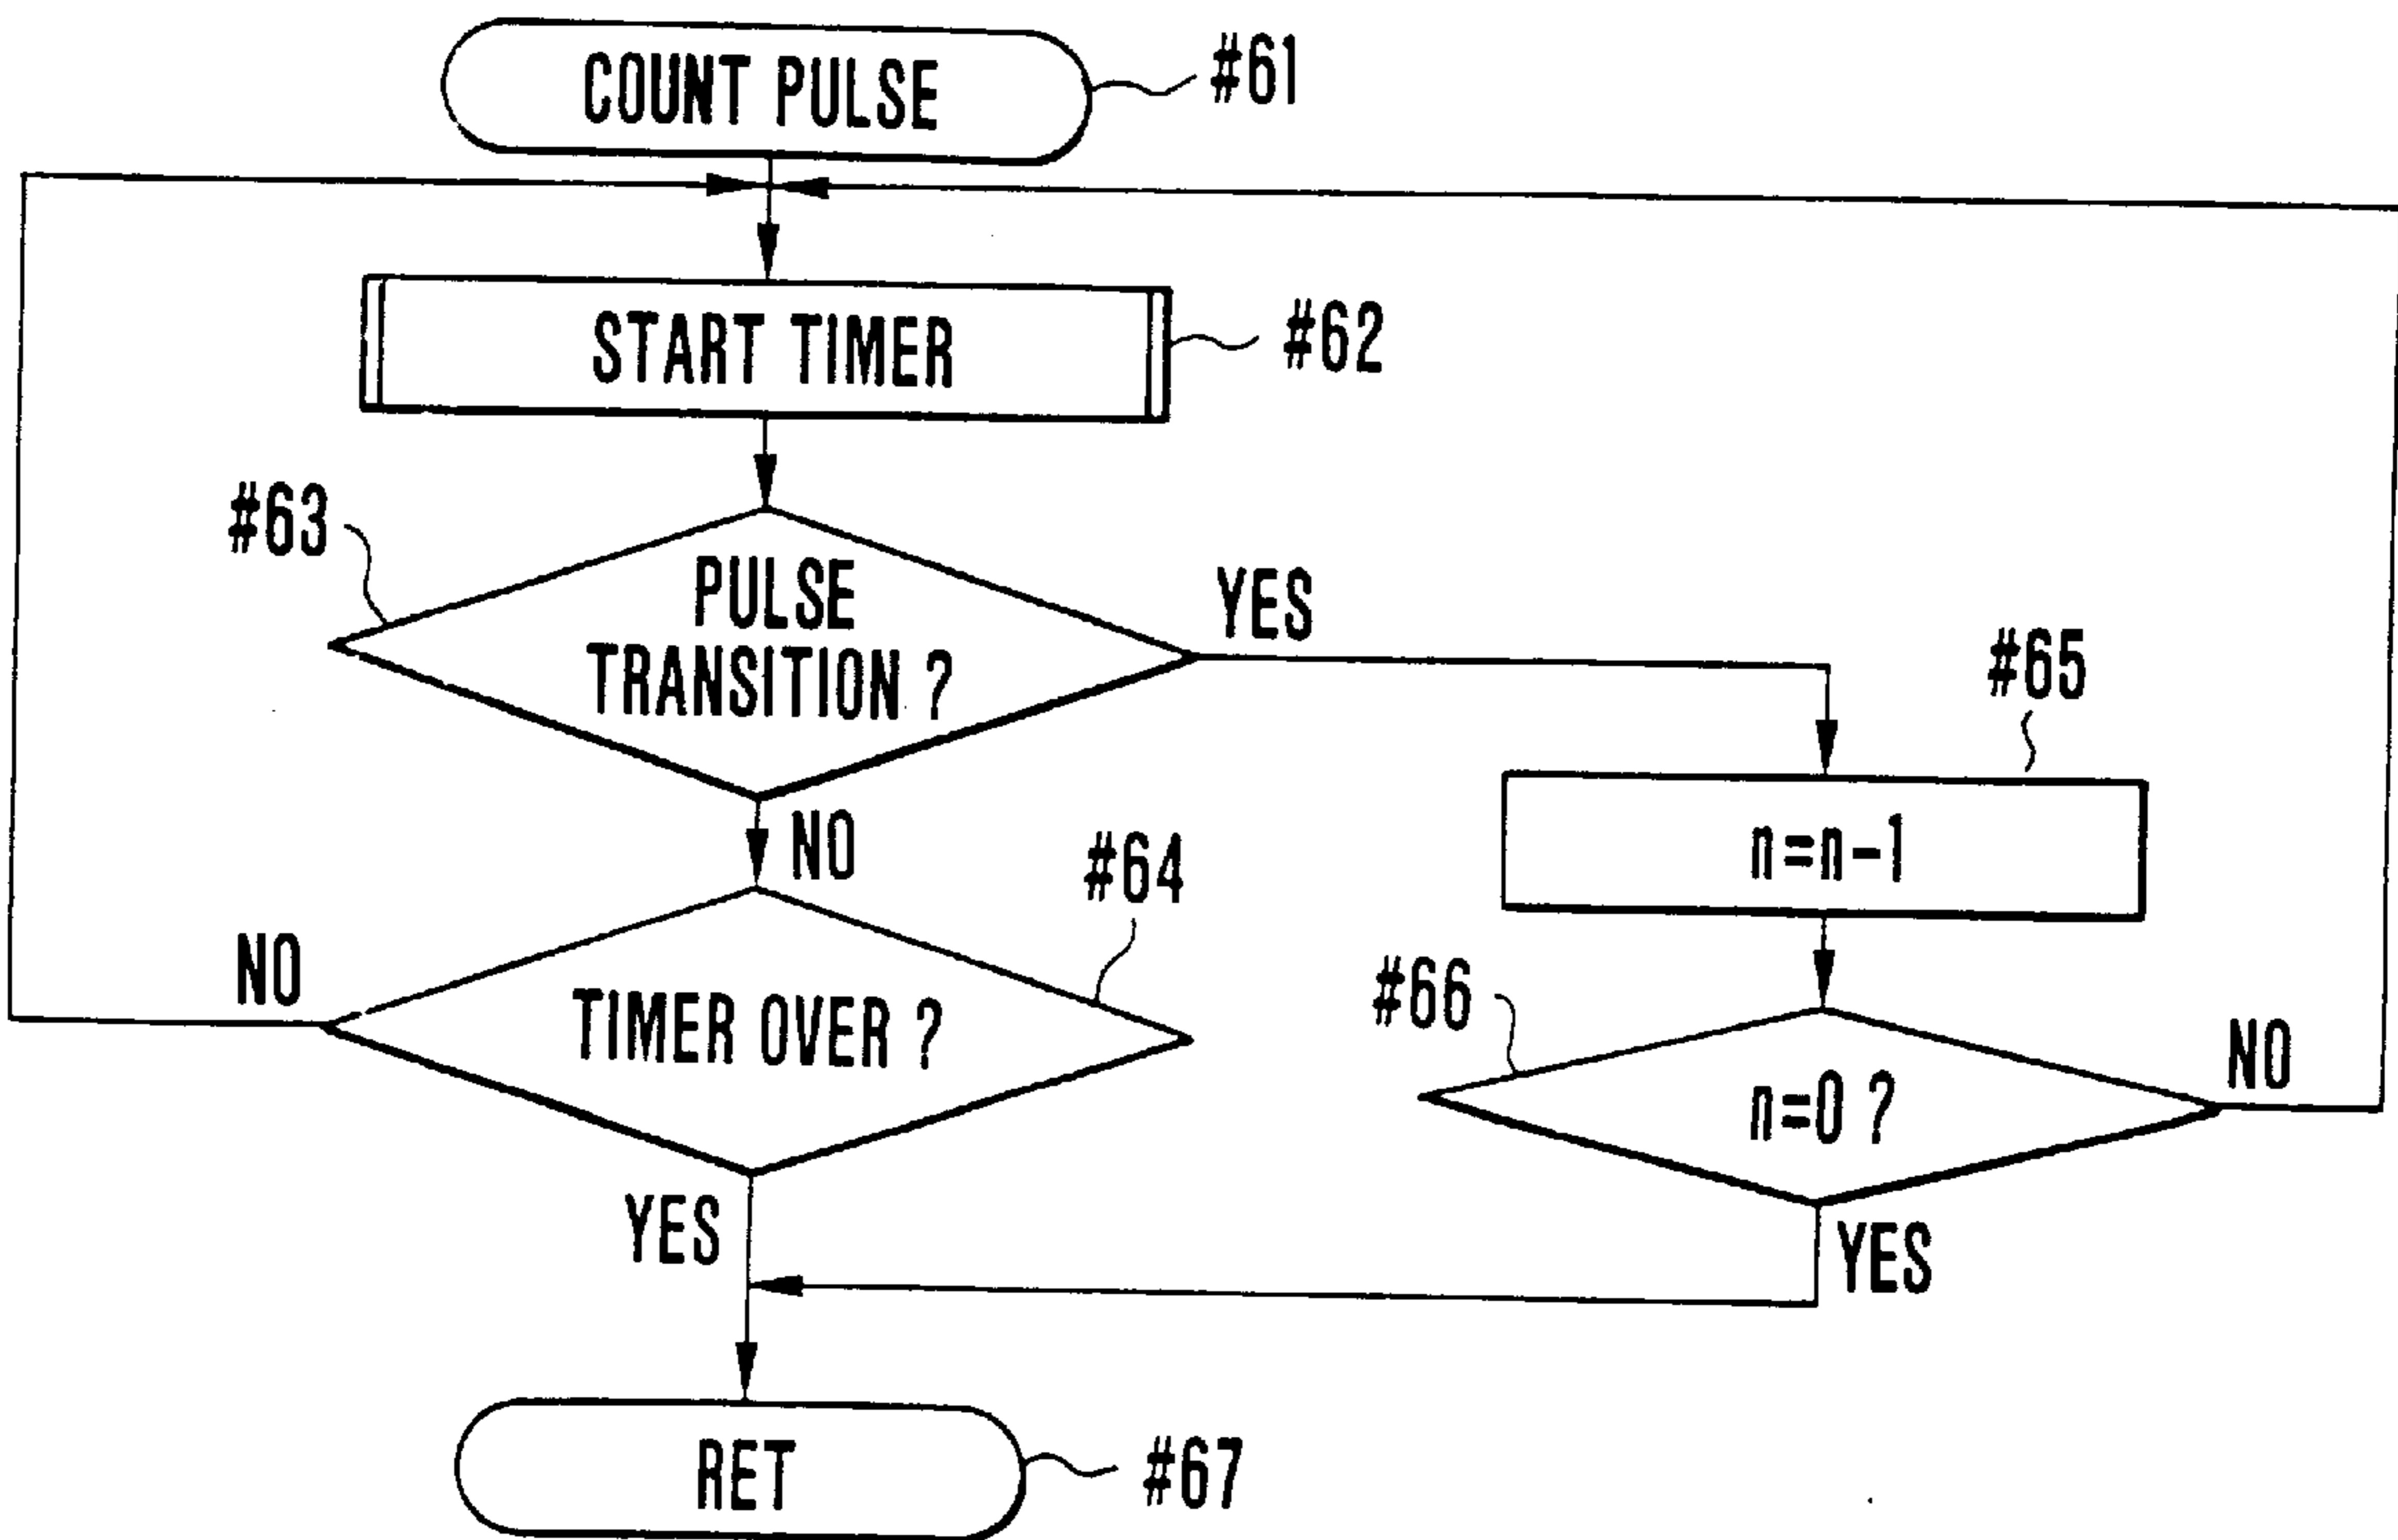 COUNT PULSE
#61
START TIMER
#62
#63
PULSE
TRANSITION ?
YES
#65
NO
n=n-1
#64
NO
TIMER OVER ?
#66
n=0 ?
NO
YES
YES
RET
#67